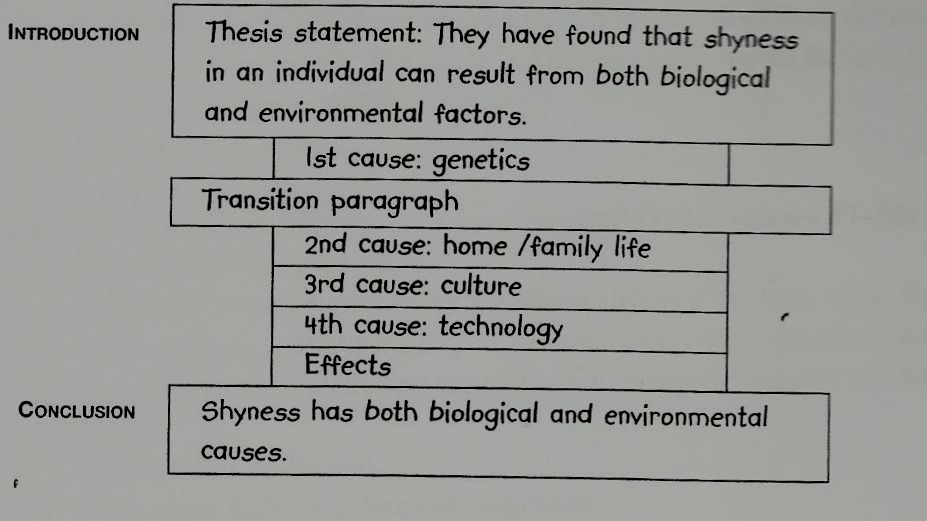 INTRODUCTION
Thesis statement: They have found that shyness
in an individual can result from both biological
and environmental factors.
1st cause: genetics
Transition paragraph
2nd cause: home /family life
3rd cause: culture
4th cause: technology
Effects
CONCLUSION
Shyness has both biological and environmental
causes.